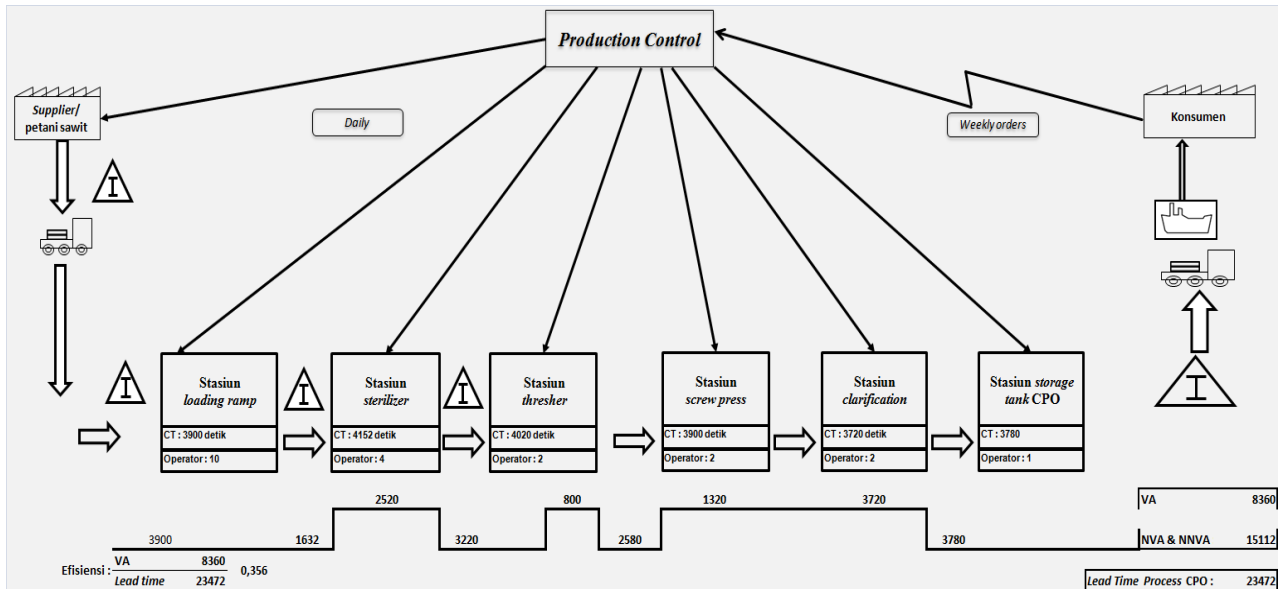 Production Control
Supplier/
petani sawit
Daily
Weekly orders
Konsumen
I
I
I
I
I
Stasiun
loading ramp
CT : 3900 detik
Operator : 10
Stasiun
sterilizer
CT : 4152 detik
Operator : 4
Stasiun
thresher
CT : 4020 detik
Operator : 2
Stasiun
screw press
CT : 3900 detik
Operator : 2
Stasiun
clarification
CT : 3720 detik
Operator : 2
Stasiun storage
tank CPO
CT : 3780
Operator : 1
2520
800
1320
3720
VA 8360
3900
1632
3220
2580
3780
NVA & NNVA 15112
Efisiensi :
VA 8360
Lead time 23472
0,356
Lead Time Process CPO : 23472